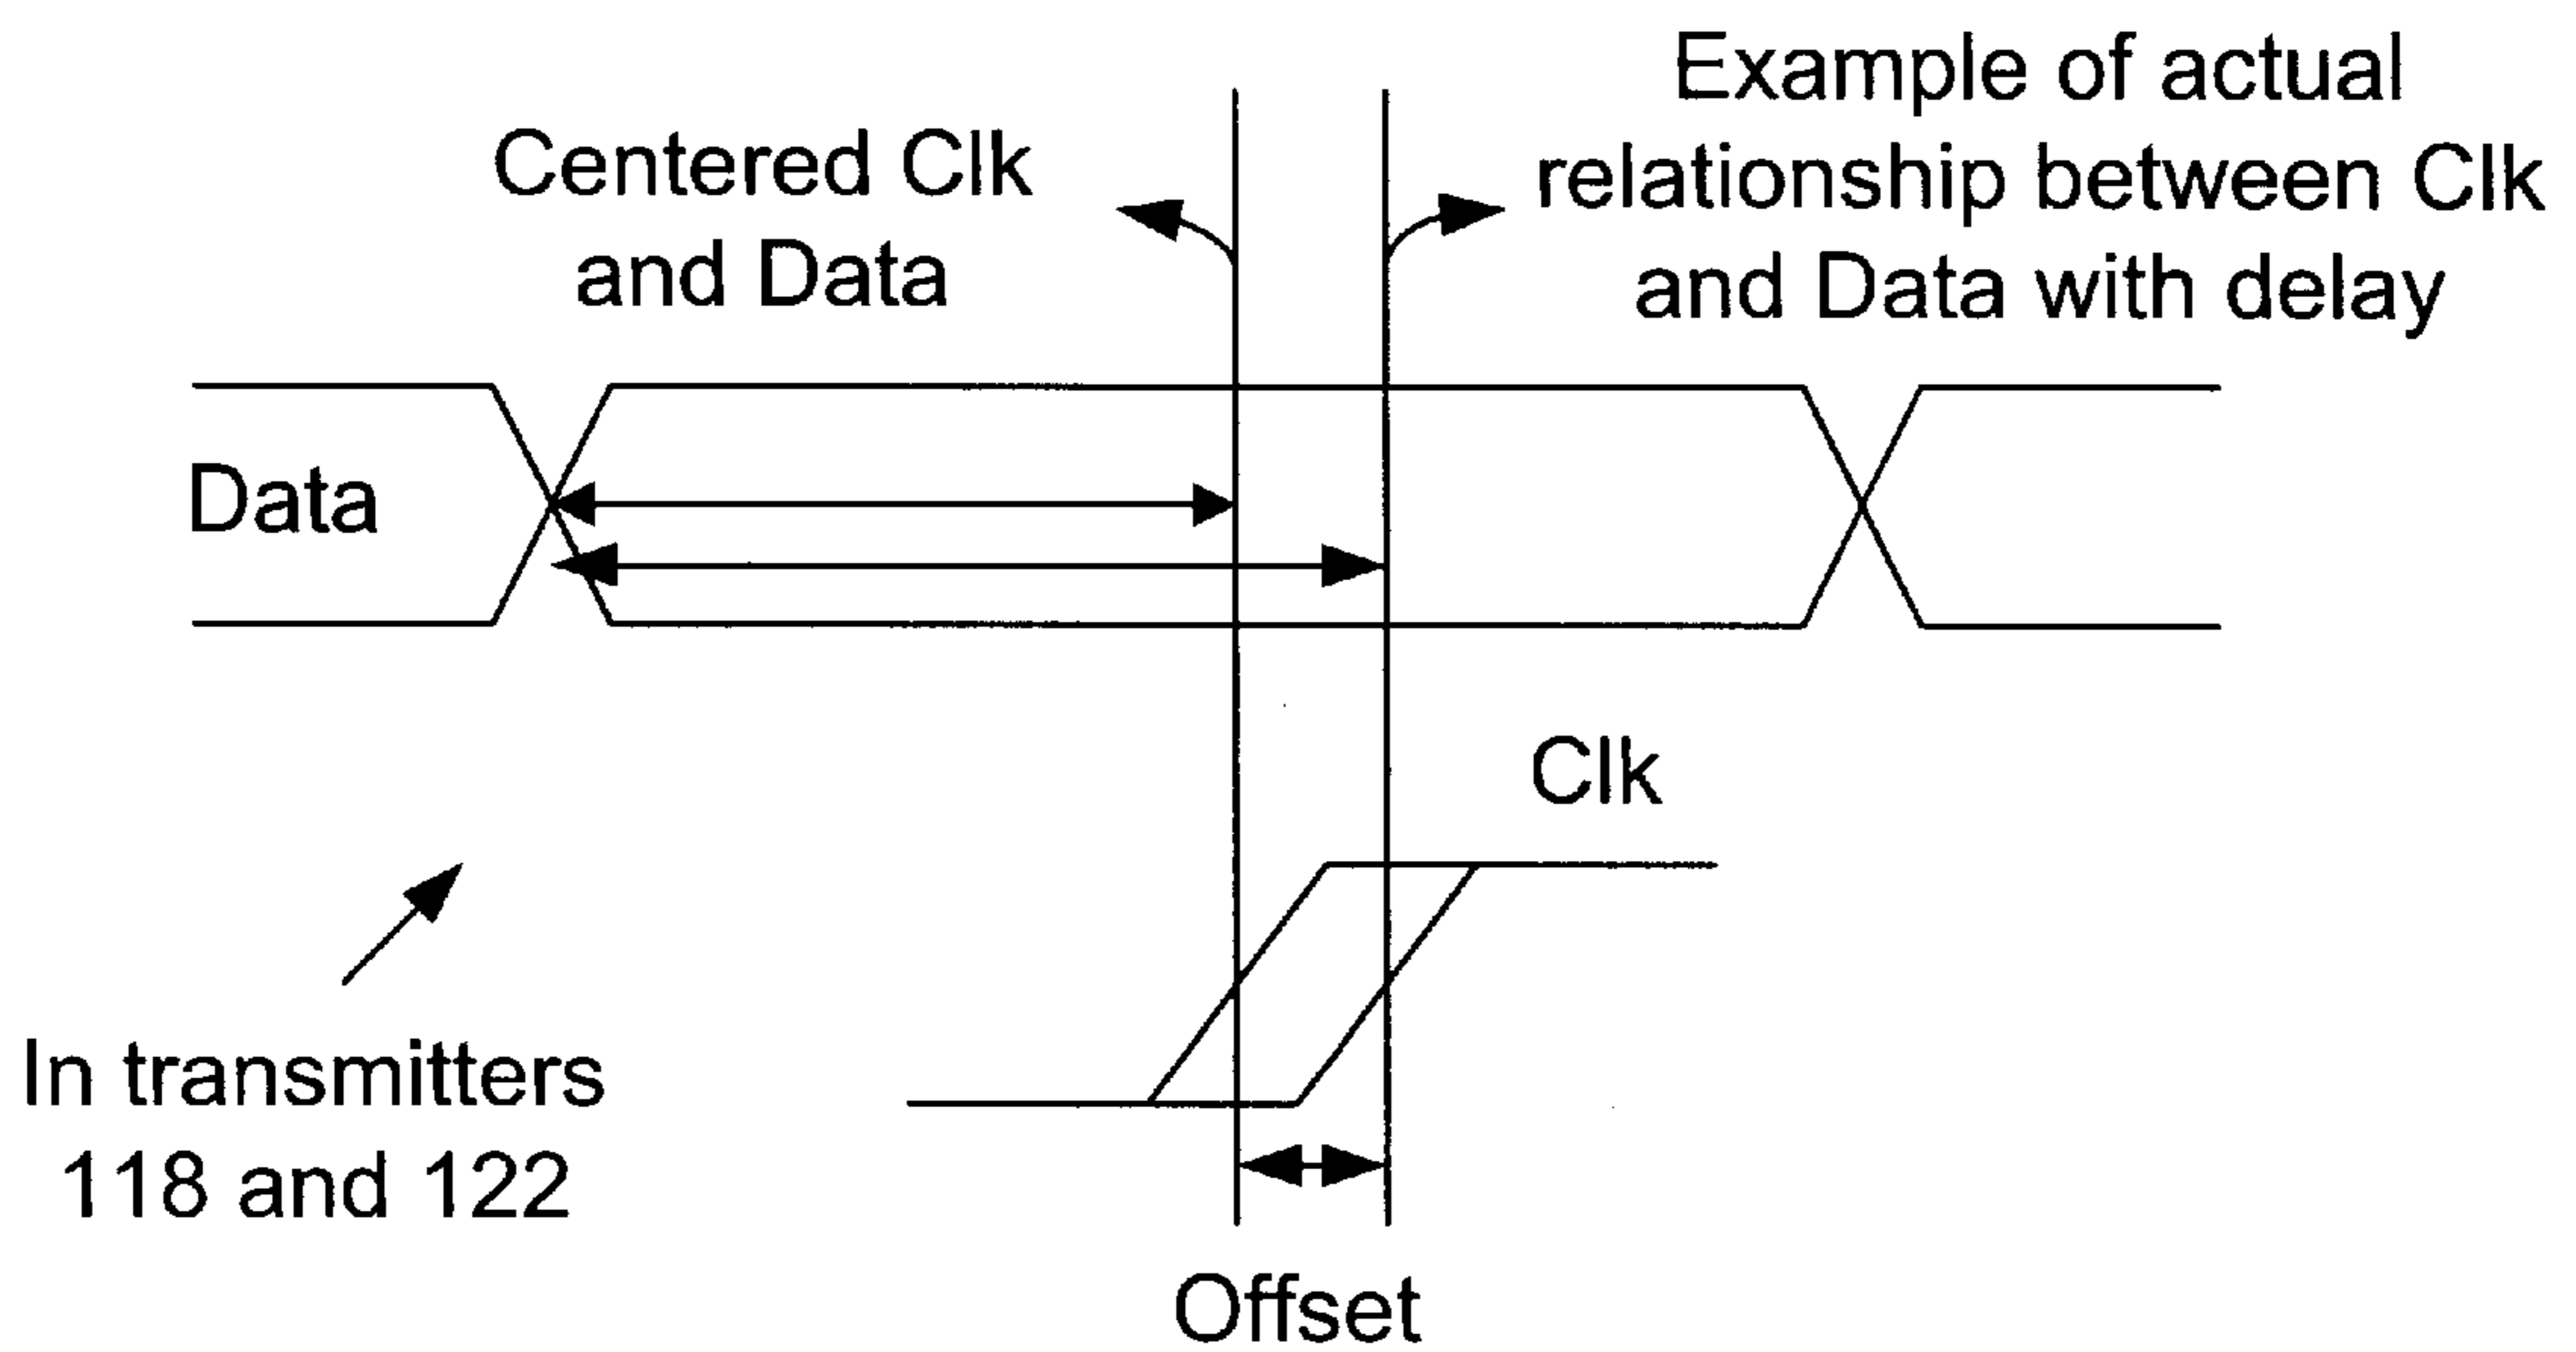 Centered Clk
and Data
Example of actual
relationship between Clk
and Data with delay
Data
Clk
In transmitters
118 and 122
Offset